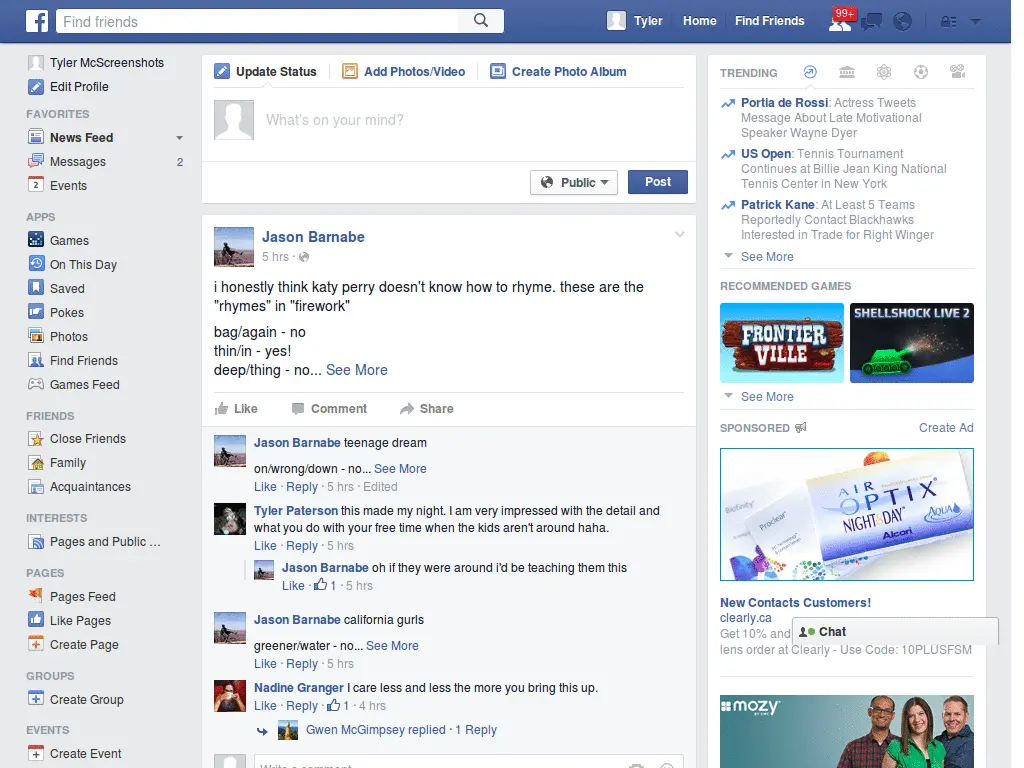 Find friends
Tyler
Home
Find Friends
99+
Tyler McScreenshots
Edit Profile
FAVORITES
News Feed
Messages 2
2 Events
APPS
Games
On This Day
Saved
Pokes
Photos
Find Friends
Games Feed
FRIENDS
Close Friends
Family
Acquaintances
INTERESTS
Pages and Public ...
PAGES
Pages Feed
Like Pages
Create Page
GROUPS
Create Group
EVENTS
Create Event
Update Status
Add Photos/Video
Create Photo Album
What's on your mind?
Public
Post
Jason Barnabe
5 hrs ·
i honestly think katy perry doesn't know how to rhyme. these are the
"rhymes" in "firework"
bag/again - no
thin/in - yes!
deep/thing - no... See More
Like
Comment
Share
Jason Barnabe teenage dream
on/wrong/down - no... See More
Like · Reply · 5 hrs · Edited
Tyler Paterson this made my night. I am very impressed with the detail and
what you do with your free time when the kids aren't around haha.
Like · Reply · 5 hrs
Jason Barnabe oh if they were around i'd be teaching them this
Like · 1 · 5 hrs
Jason Barnabe california gurls
greener/water - no... See More
Like · Reply · 5 hrs
Nadine Granger I care less and less the more you bring this up.
Like · Reply · 1 · 4 hrs
Gwen McGimpsey replied · 1 Reply
Write a comment
TRENDING
Portia de Rossi: Actress Tweets
Message About Late Motivational
Speaker Wayne Dyer
US Open: Tennis Tournament
Continues at Billie Jean King National
Tennis Center in New York
Patrick Kane: At Least 5 Teams
Reportedly Contact Blackhawks
Interested in Trade for Right Winger
See More
RECOMMENDED GAMES
FRONTIER
VILLE
SHELLSHOCK LIVE 2
See More
SPONSORED
Create Ad
Biofinity
Proclear
AIR
OPTIX
NIGHT&DAY
AQUA
Alcon
New Contacts Customers!
clearly.ca
Get 10% and
lens order at Clearly - Use Code: 10PLUSFSM
Chat
mozy